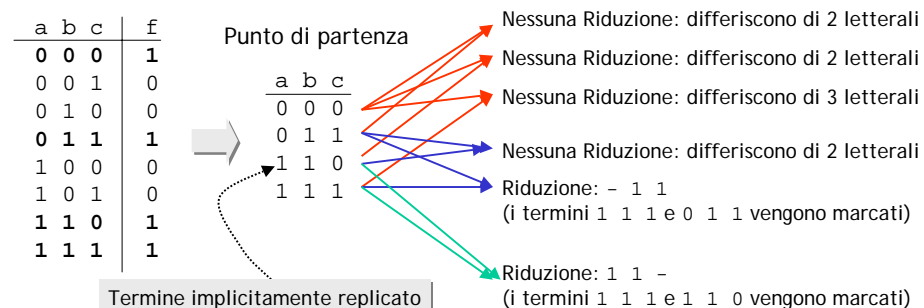 a b c f
0 0 0 1
0 0 1 0
0 1 0 0
0 1 1 1
1 0 0 0
1 0 1 0
1 1 0 1
1 1 1 1
Punto di partenza
a b c
0 0 0
0 1 1
1 1 0
1 1 1
Termine implicitamente replicato
Nessuna Riduzione: differiscono di 2 letterali
Nessuna Riduzione: differiscono di 2 letterali
Nessuna Riduzione: differiscono di 3 letterali
Nessuna Riduzione: differiscono di 2 letterali
Riduzione: - 1 1
(i termini 1 1 1 e 0 1 1 vengono marcati)
Riduzione: 1 1 -
(i termini 1 1 1 e 1 1 0 vengono marcati)